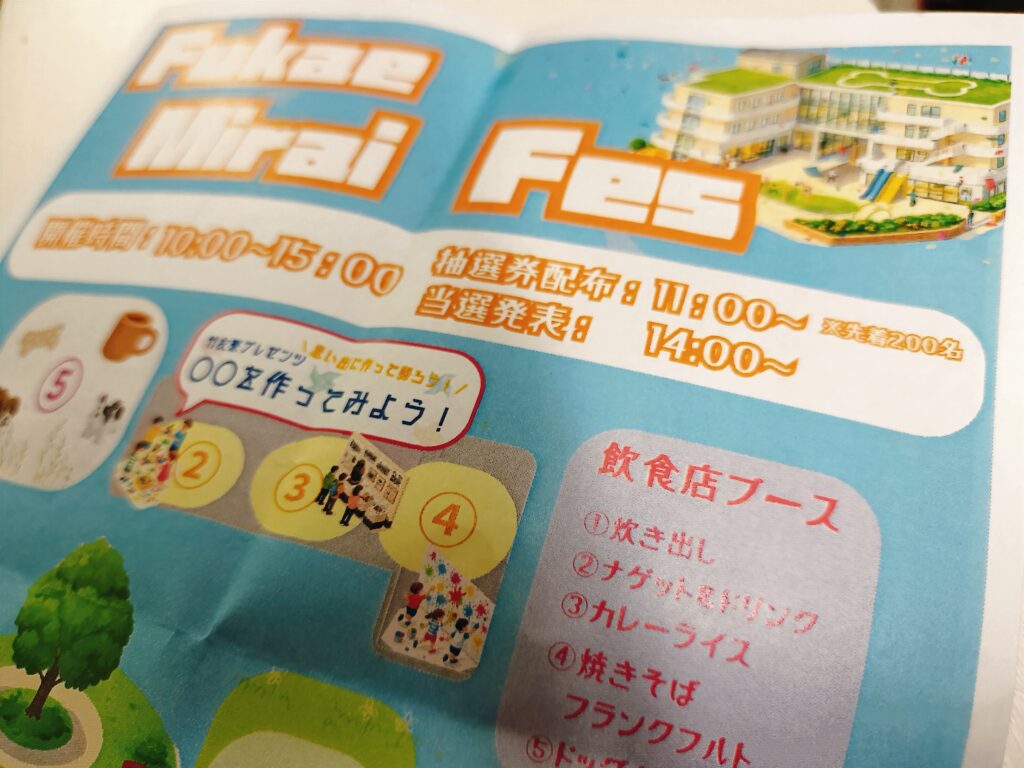 Fukae
Mirai Fes
開催時間：10:00～15：00
抽選券配布：11：00～ ※先着200名
当選発表： 14:00～
プレゼンツ
思い出に作って帰ろう！
〇〇を作ってみよう！
⑤
②
③
④
飲食店ブース
①炊き出し
②ナゲット&ドリンク
③カレーライス
④焼きそば
フランクフルト
⑤